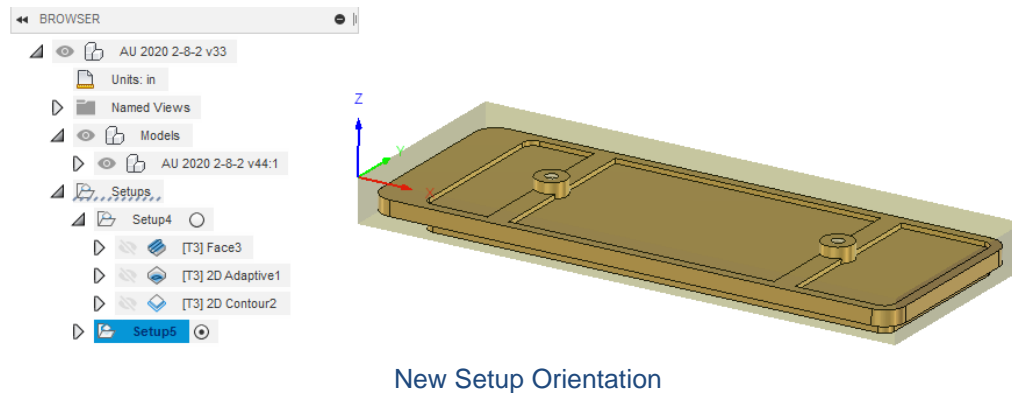 BROWSER
AU 2020 2-8-2 v33
Units: in
Named Views
Models
AU 2020 2-8-2 v44:1
Setups
Setup4
[T3] Face3
[T3] 2D Adaptive1
[T3] 2D Contour2
Setup5
Z
Y
X
New Setup Orientation